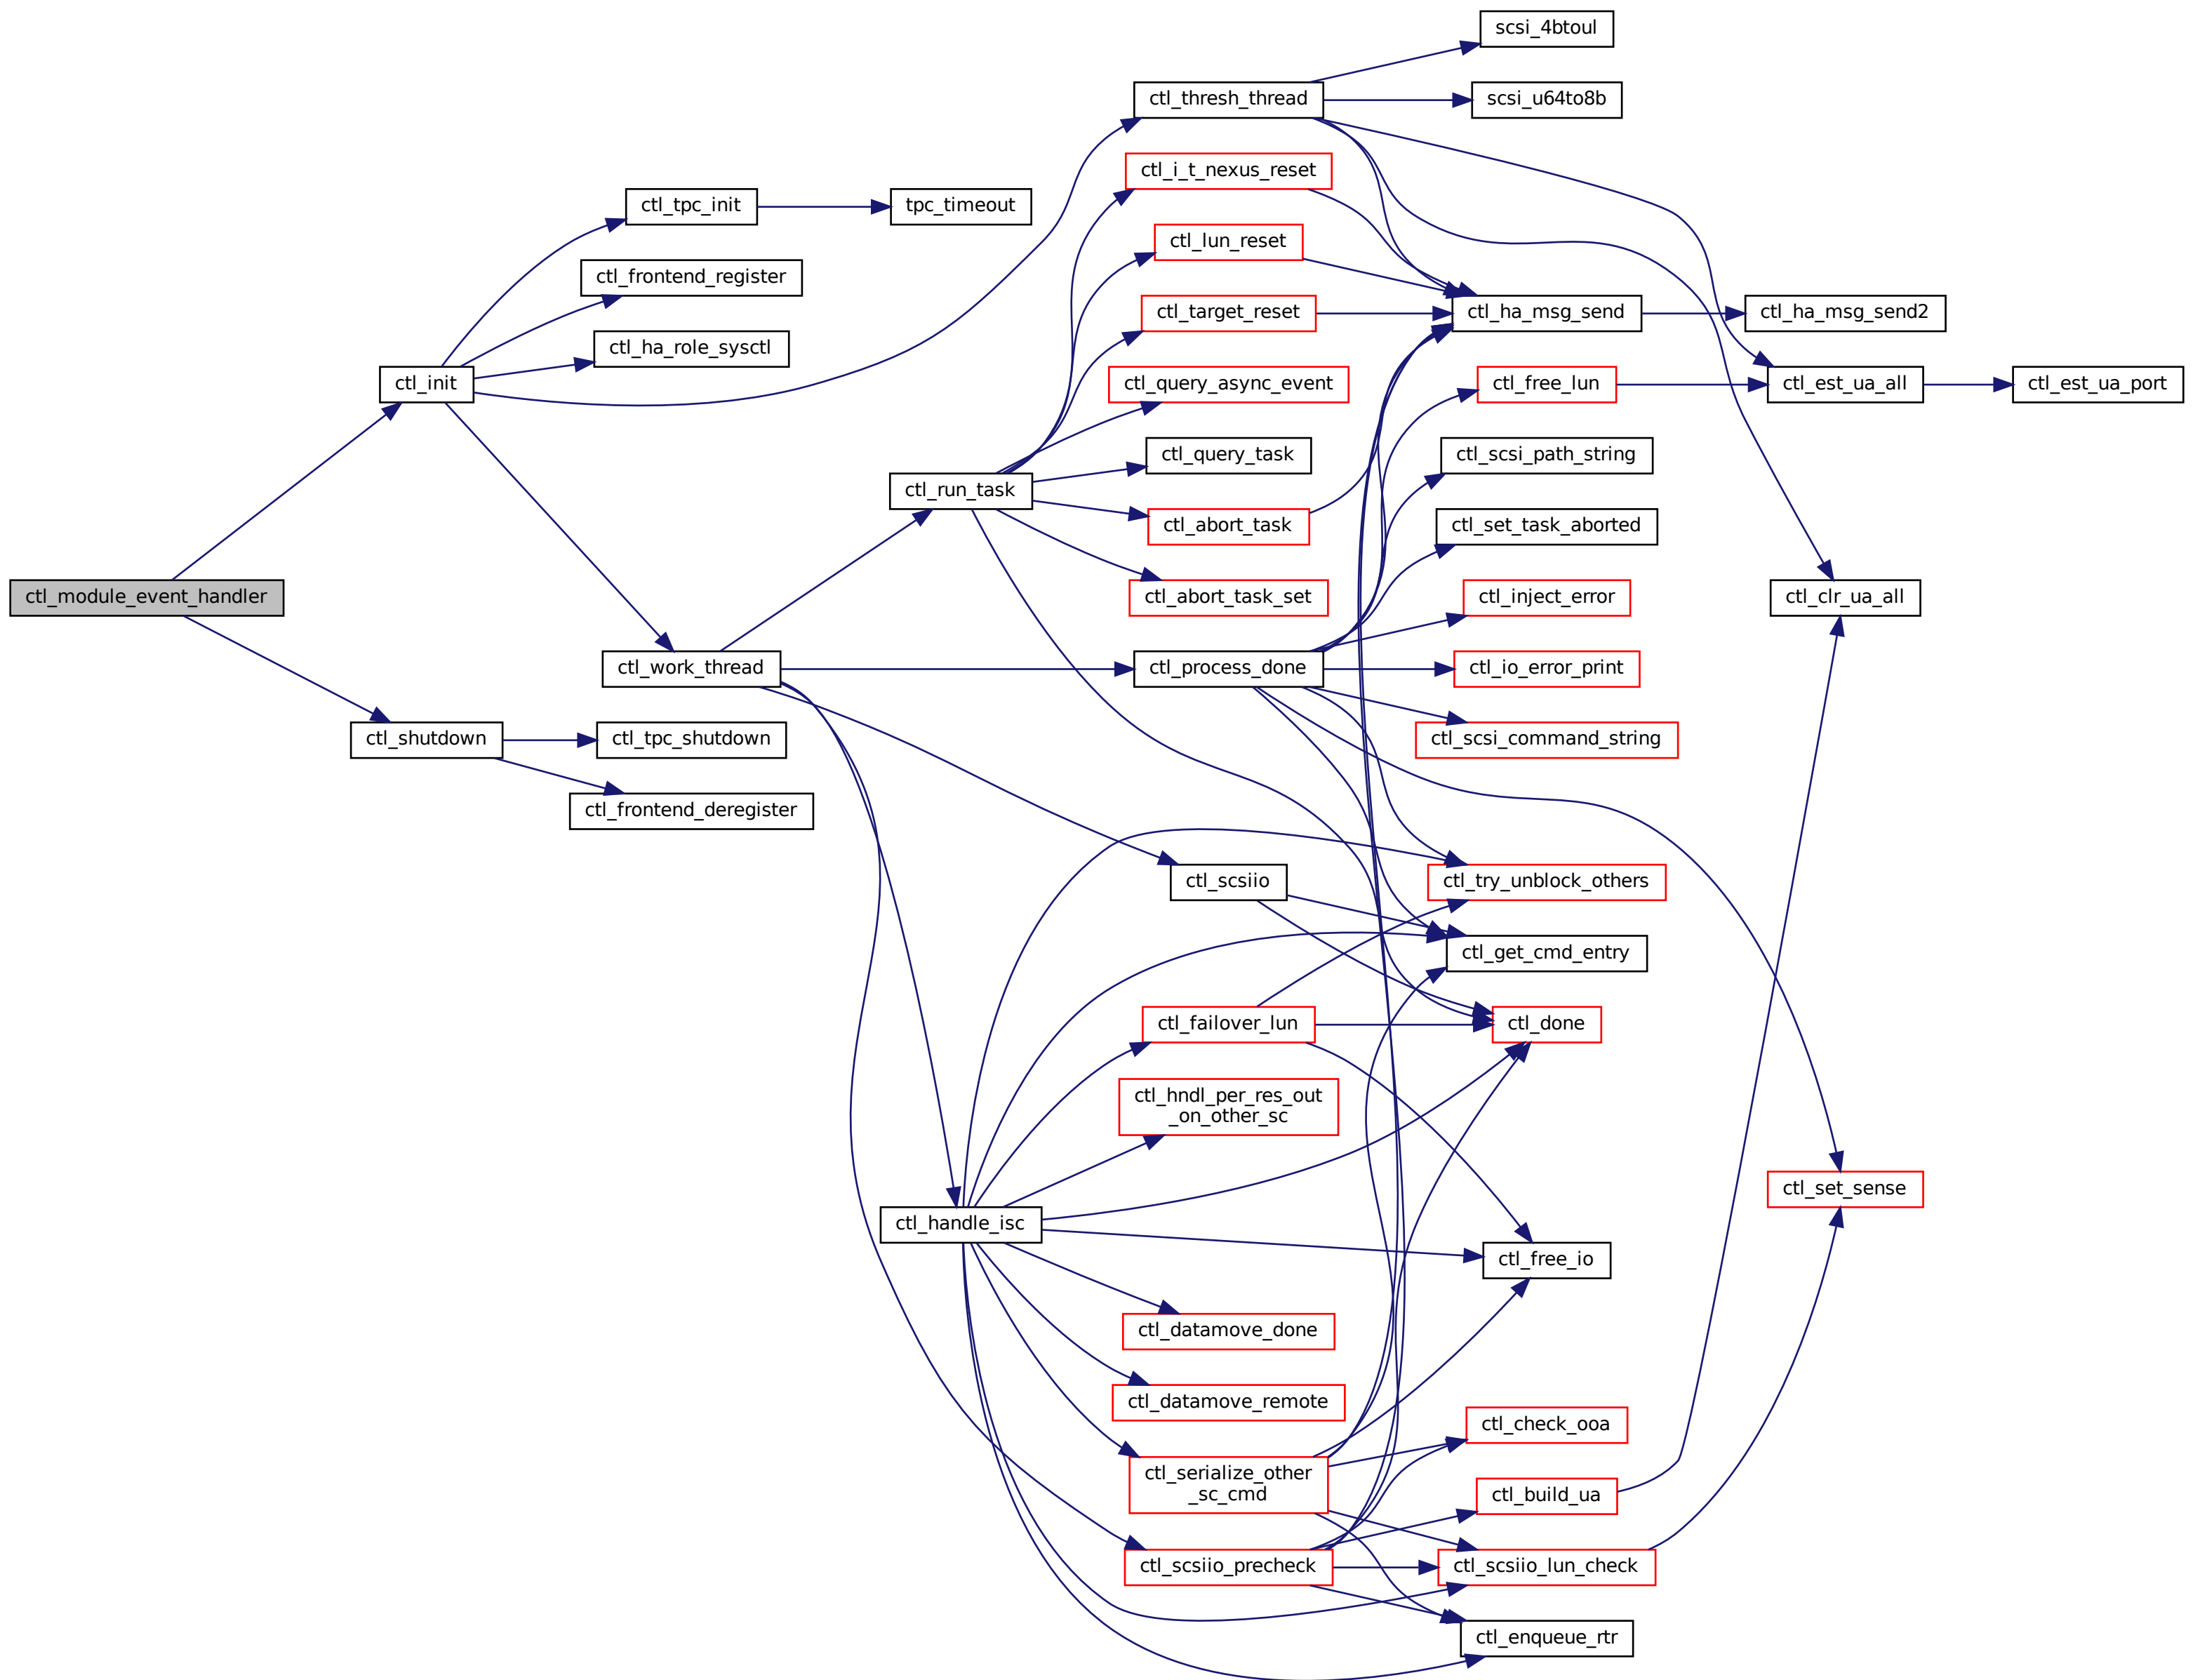 scsi_4btoul
ctl_thresh_thread
scsi_u64to8b
ctl_i_t_nexus_reset
ctl_tpc_init
tpc_timeout
ctl_lun_reset
ctl_frontend_register
ctl_target_reset
ctl_ha_msg_send
ctl_ha_msg_send2
ctl_ha_role_sysctl
ctl_init
ctl_query_async_event
ctl_free_lun
ctl_est_ua_all
ctl_est_ua_port
ctl_query_task
ctl_scsi_path_string
ctl_run_task
ctl_abort_task
ctl_set_task_aborted
ctl_module_event_handler
ctl_abort_task_set
ctl_inject_error
ctl_clr_ua_all
ctl_work_thread
ctl_process_done
ctl_io_error_print
ctl_shutdown
ctl_tpc_shutdown
ctl_scsi_command_string
ctl_frontend_deregister
ctl_scsiio
ctl_try_unblock_others
ctl_get_cmd_entry
ctl_failover_lun
ctl_done
ctl_hndl_per_res_out
_on_other_sc
ctl_set_sense
ctl_handle_isc
ctl_free_io
ctl_datamove_done
ctl_datamove_remote
ctl_check_ooa
ctl_serialize_other
_sc_cmd
ctl_build_ua
ctl_scsiio_precheck
ctl_scsiio_lun_check
ctl_enqueue_rtr